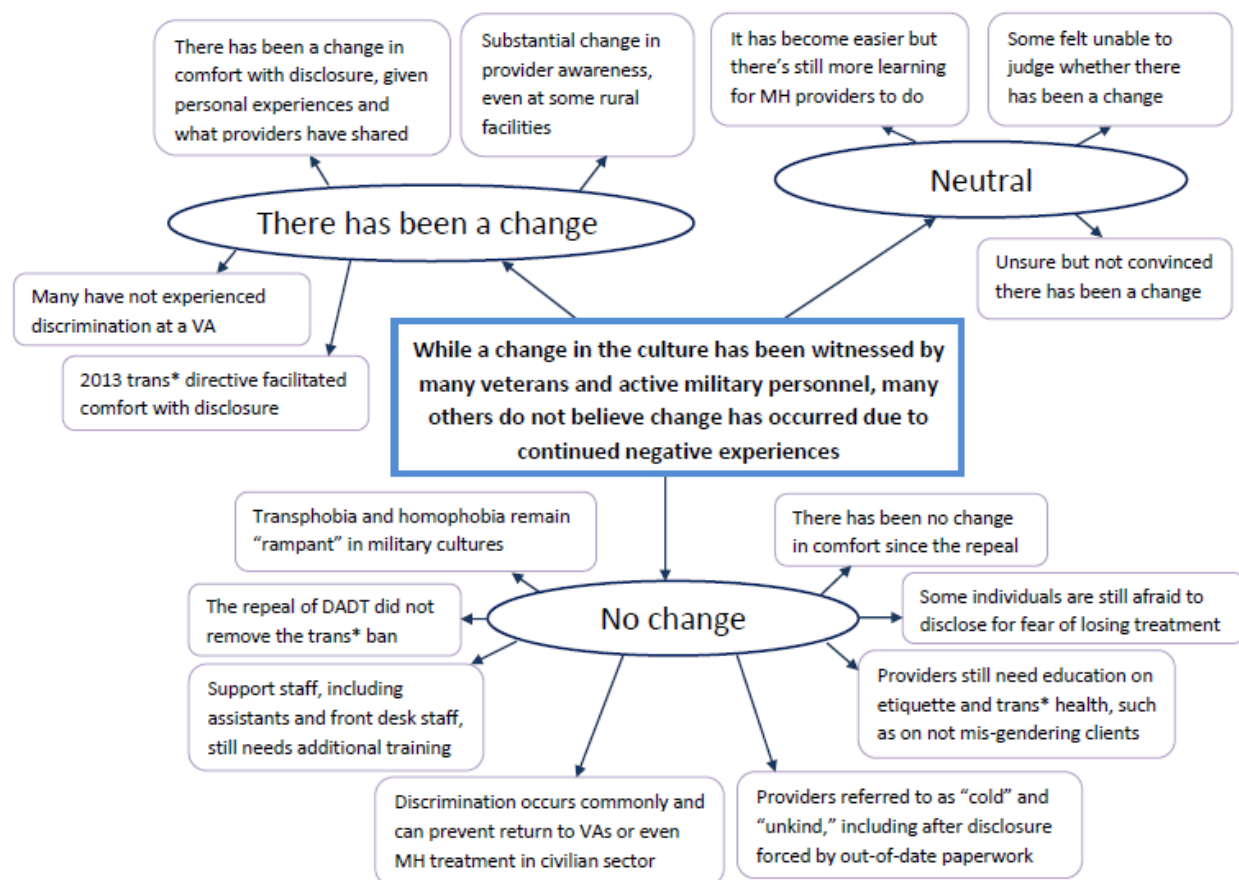 There has been a change in
comfort with disclosure, given
personal experiences and
what providers have shared
Substantial change in
provider awareness,
even at some rural
facilities
It has become easier but
there's still more learning
for MH providers to do
Some felt unable to
judge whether there
has been a change
There has been a change
Neutral
Many have not experienced
discrimination at a VA
2013 trans* directive facilitated
comfort with disclosure
Unsure but not convinced
there has been a change
While a change in the culture has been witnessed by
many veterans and active military personnel, many
others do not believe change has occurred due to
continued negative experiences
Transphobia and homophobia remain
“rampant” in military cultures
There has been no change
in comfort since the repeal
The repeal of DADT did not
remove the trans* ban
No change
Some individuals are still afraid to
disclose for fear of losing treatment
Support staff, including
assistants and front desk staff,
still needs additional training
Providers still need education on
etiquette and trans* health, such
as on not mis-gendering clients
Discrimination occurs commonly and
can prevent return to VAs or even
MH treatment in civilian sector
Providers referred to as “cold” and
“unkind,” including after disclosure
forced by out-of-date paperwork